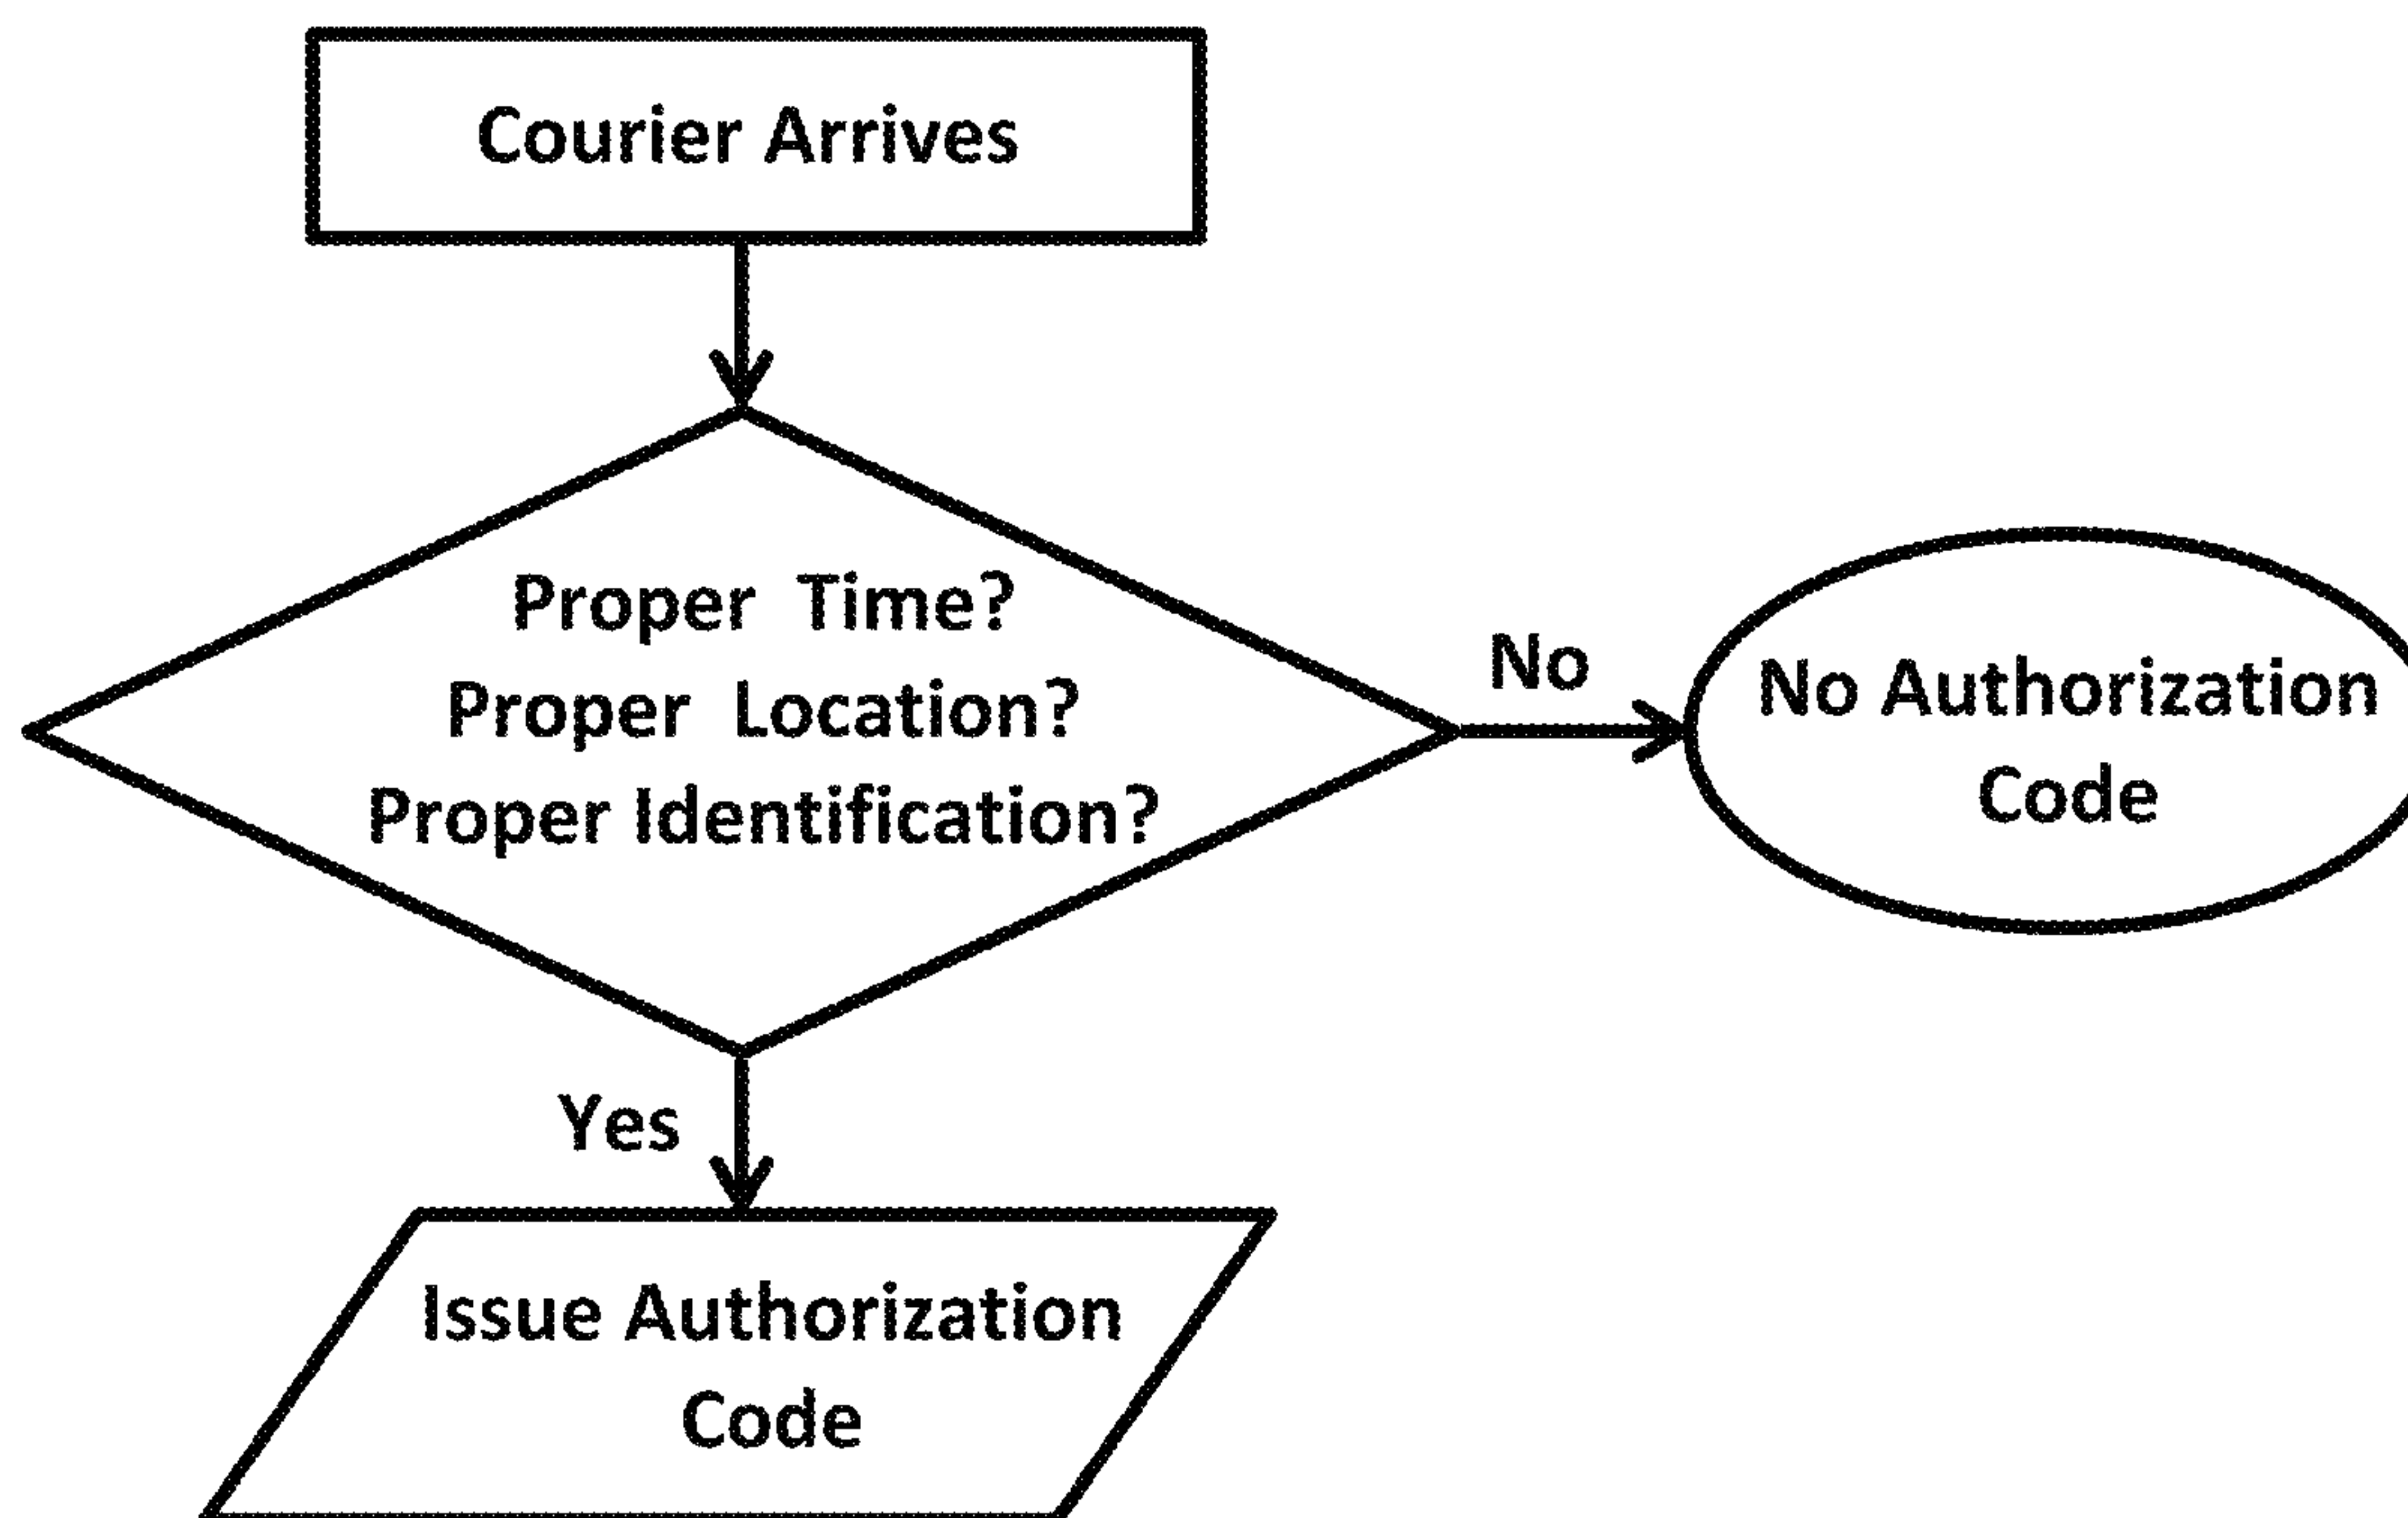 Courier Arrives
Proper Time?
Proper Location?
Proper Identification?
No
No Authorization
Code
Yes
Issue Authorization
Code